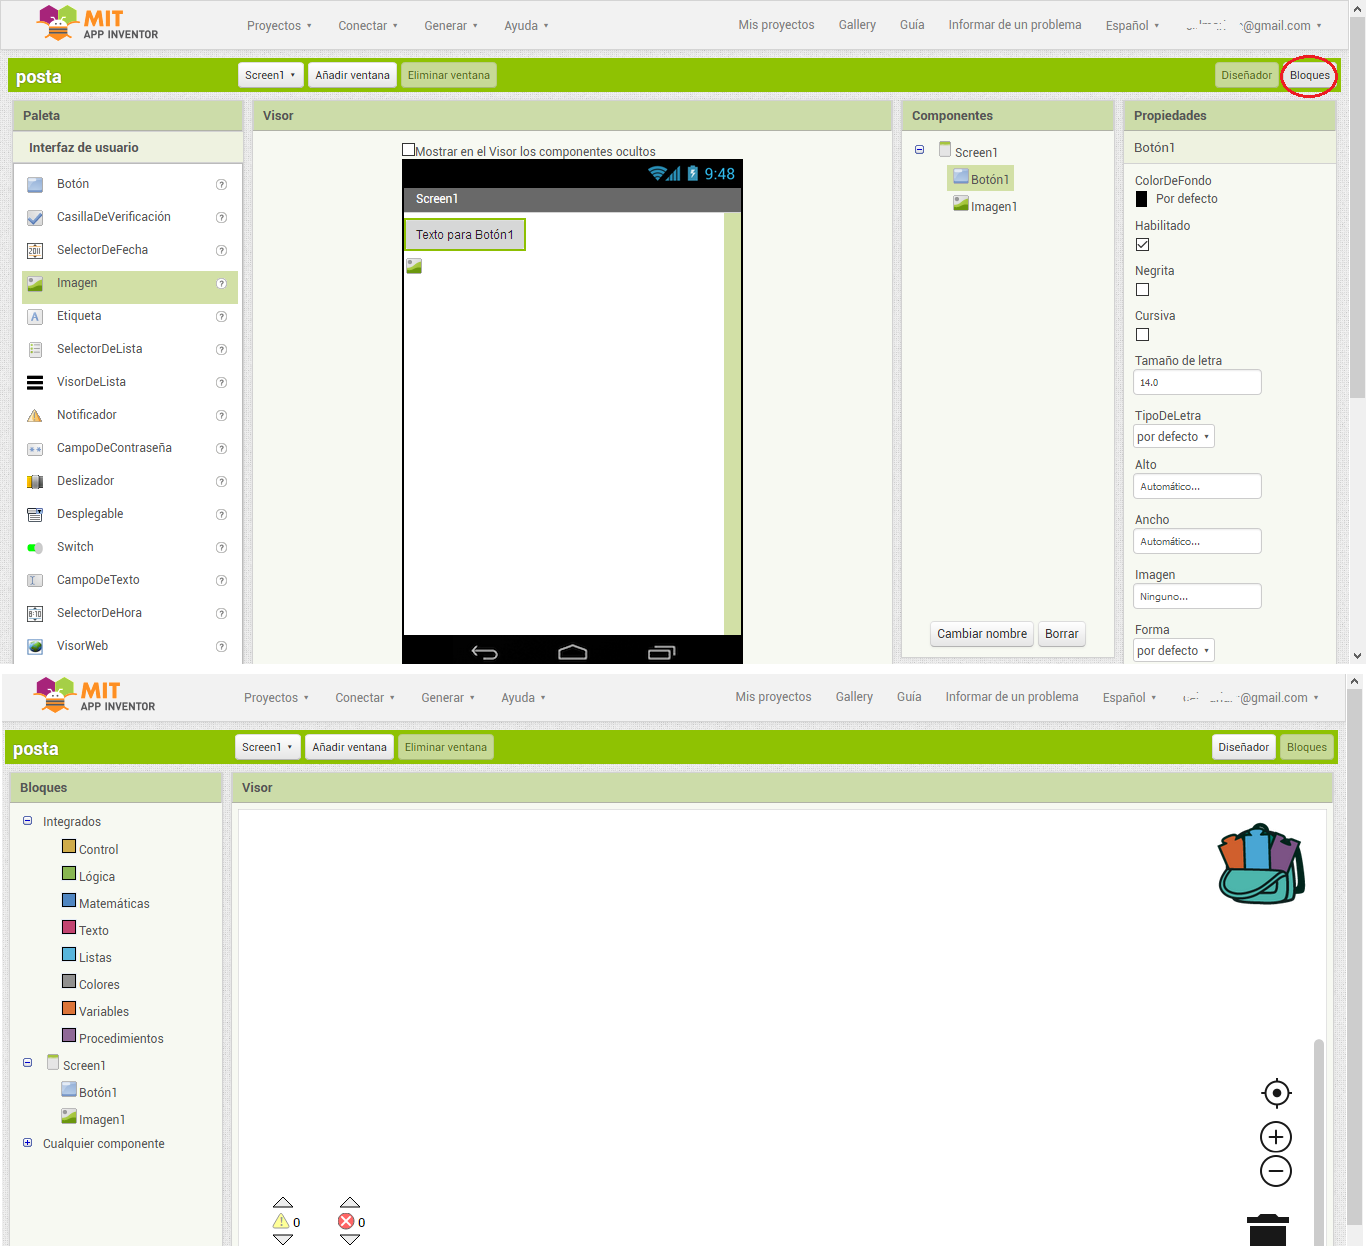 MIT
APP INVENTOR
Proyectos Conectar Generar Ayuda Mis proyectos Gallery Guía Informar de un problema Español @gmail.com
posta Screen1 Añadir ventana Eliminar ventana Diseñador Bloques
Paleta Visor Componentes Propiedades
Interfaz de usuario
Botón
CasillaDeVerificación
SelectorDeFecha
Imagen
Etiqueta
SelectorDeLista
VisorDeLista
Notificador
CampoDeContraseña
Deslizador
Desplegable
Switch
CampoDeTexto
SelectorDeHora
VisorWeb
Mostrar en el Visor los componentes ocultos
9:48
Screen1
Texto para Botón1
Screen1
Botón1
Imagen1
Cambiar nombre Borrar
Botón1
ColorDeFondo
Por defecto
Habilitado
Negrita
Cursiva
Tamaño de letra
14.0
TipoDeLetra
por defecto
Alto
Automático...
Ancho
Automático...
Imagen
Ninguno...
Forma
por defecto
MIT
APP INVENTOR
Proyectos Conectar Generar Ayuda Mis proyectos Gallery Guía Informar de un problema Español @gmail.com
posta Screen1 Añadir ventana Eliminar ventana Diseñador Bloques
Bloques Visor
Integrados
Control
Lógica
Matemáticas
Texto
Listas
Colores
Variables
Procedimientos
Screen1
Botón1
Imagen1
Cualquier componente
0 0